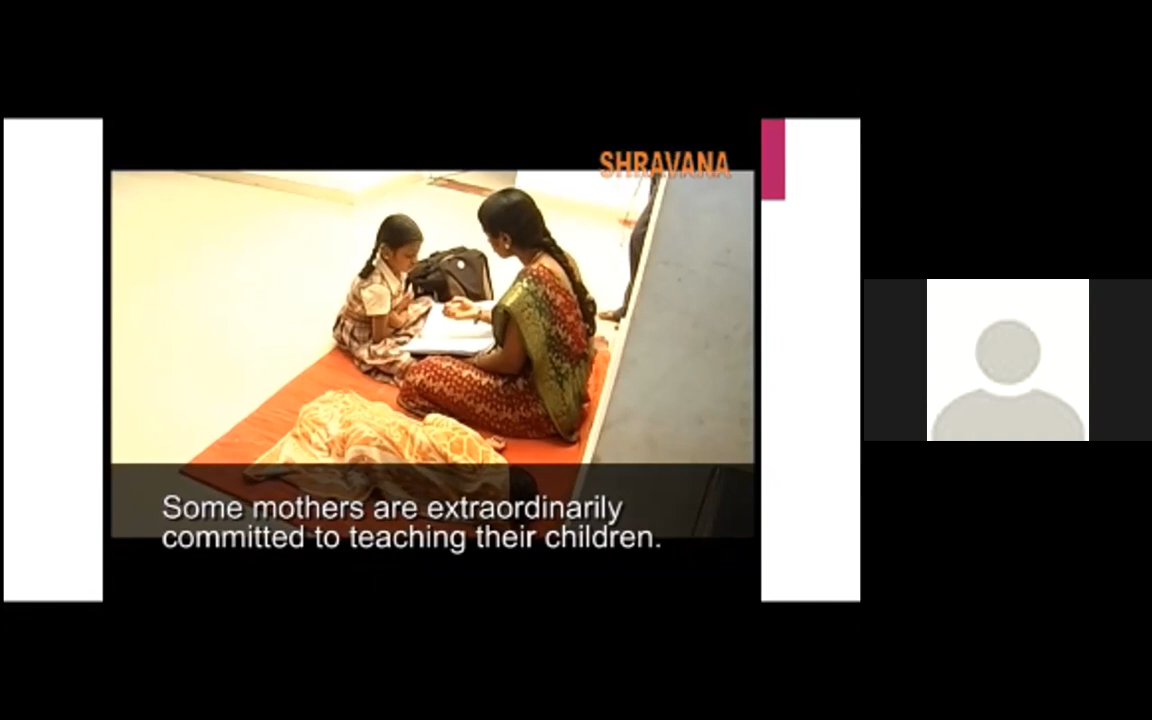 SHRAVANA
Some mothers are extraordinarily
committed to teaching their children.